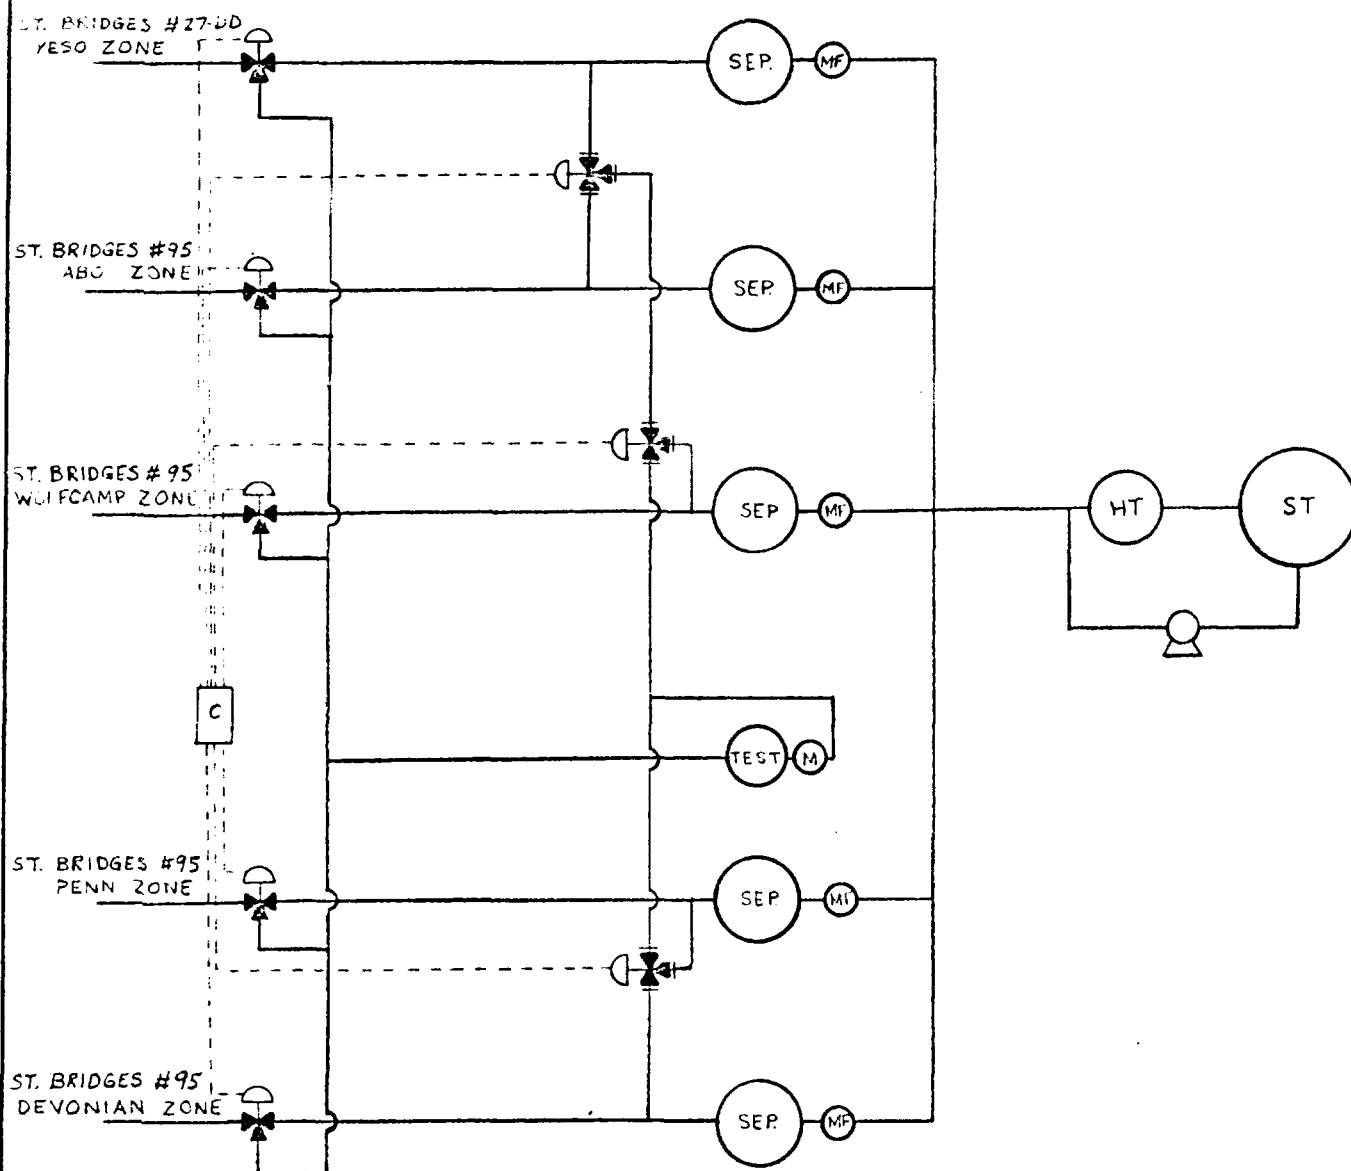 ST. BRIDGES #27-DD
YESO ZONE
SEP.
MF
ST. BRIDGES #95
ABO ZONE
SEP.
MF
ST. BRIDGES #95
WOLFCAMP ZONE
SEP
MF
HT
ST
C
TEST
M
ST. BRIDGES #95
PENN ZONE
SEP
MF
ST. BRIDGES #95
DEVONIAN ZONE
SEP.
MF